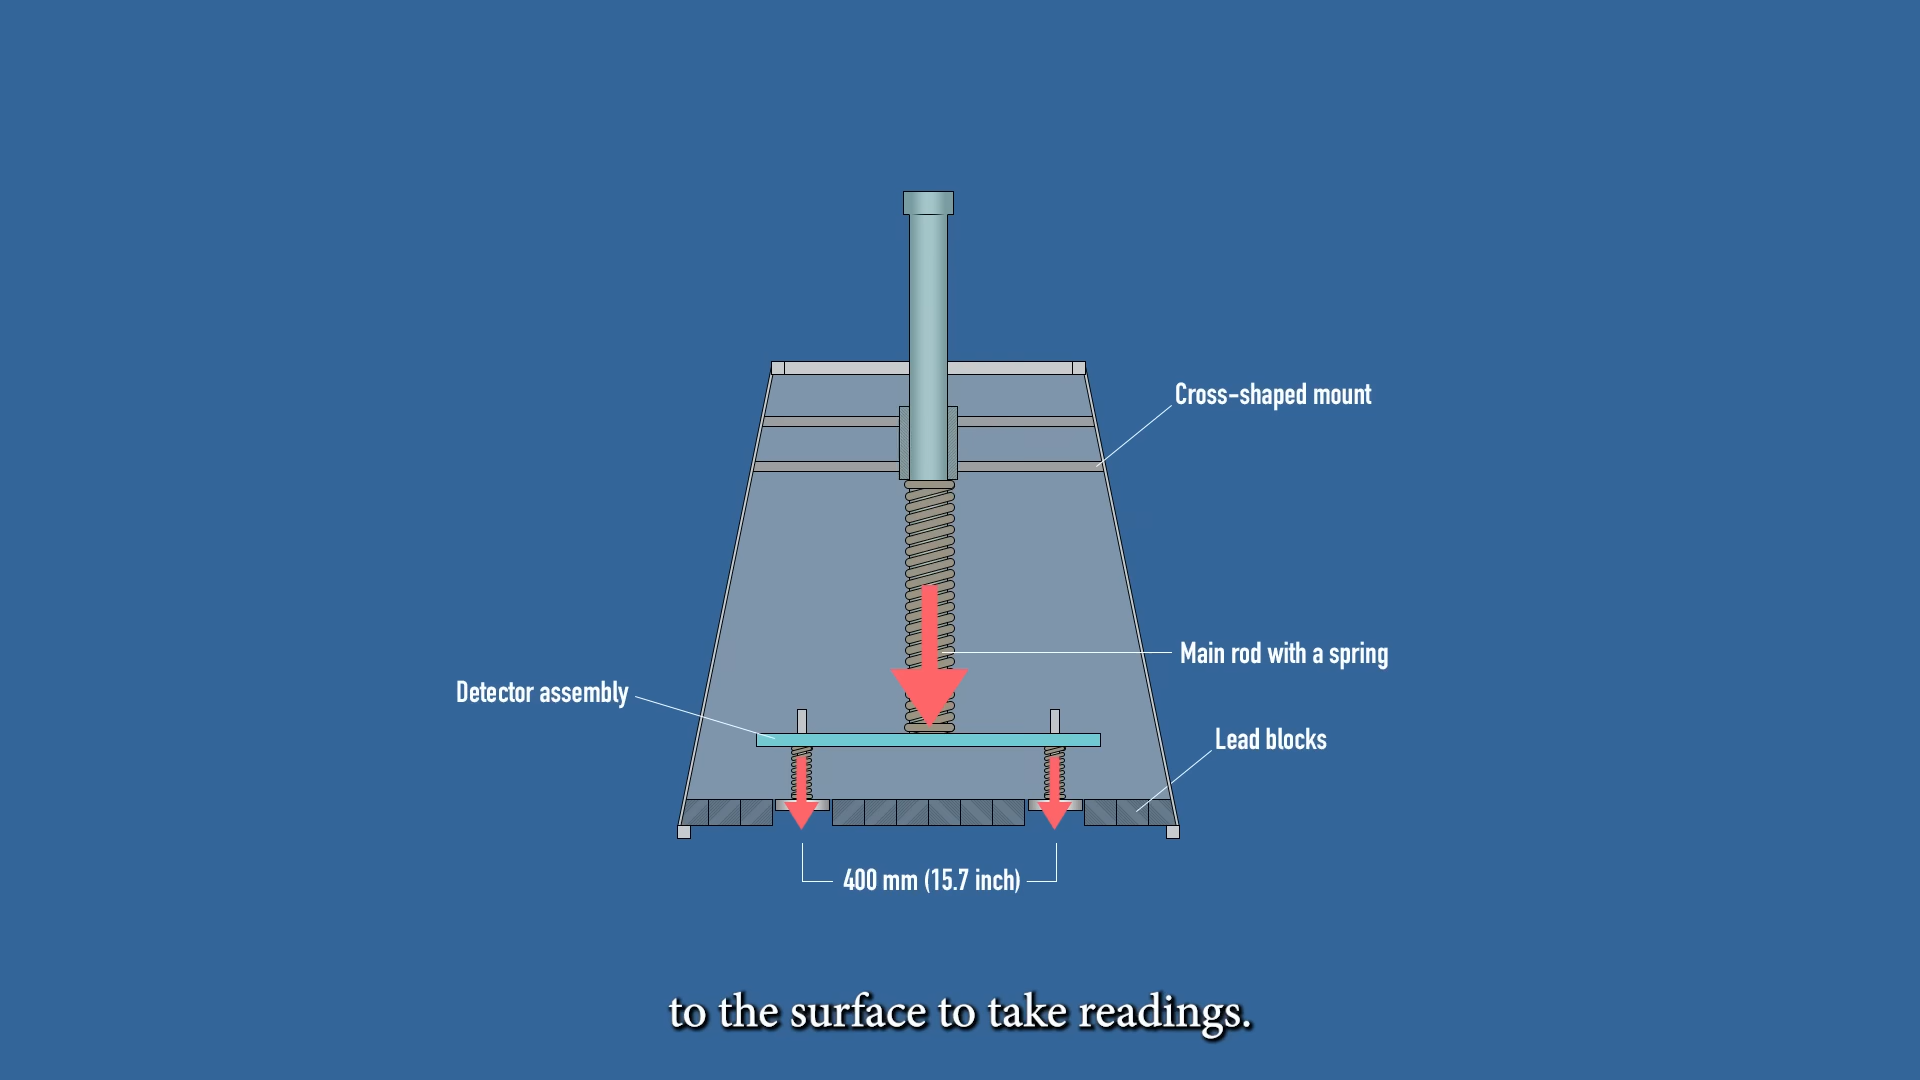 Cross-shaped mount
Main rod with a spring
Detector assembly
Lead blocks
400 mm (15.7 inch)
to the surface to take readings.